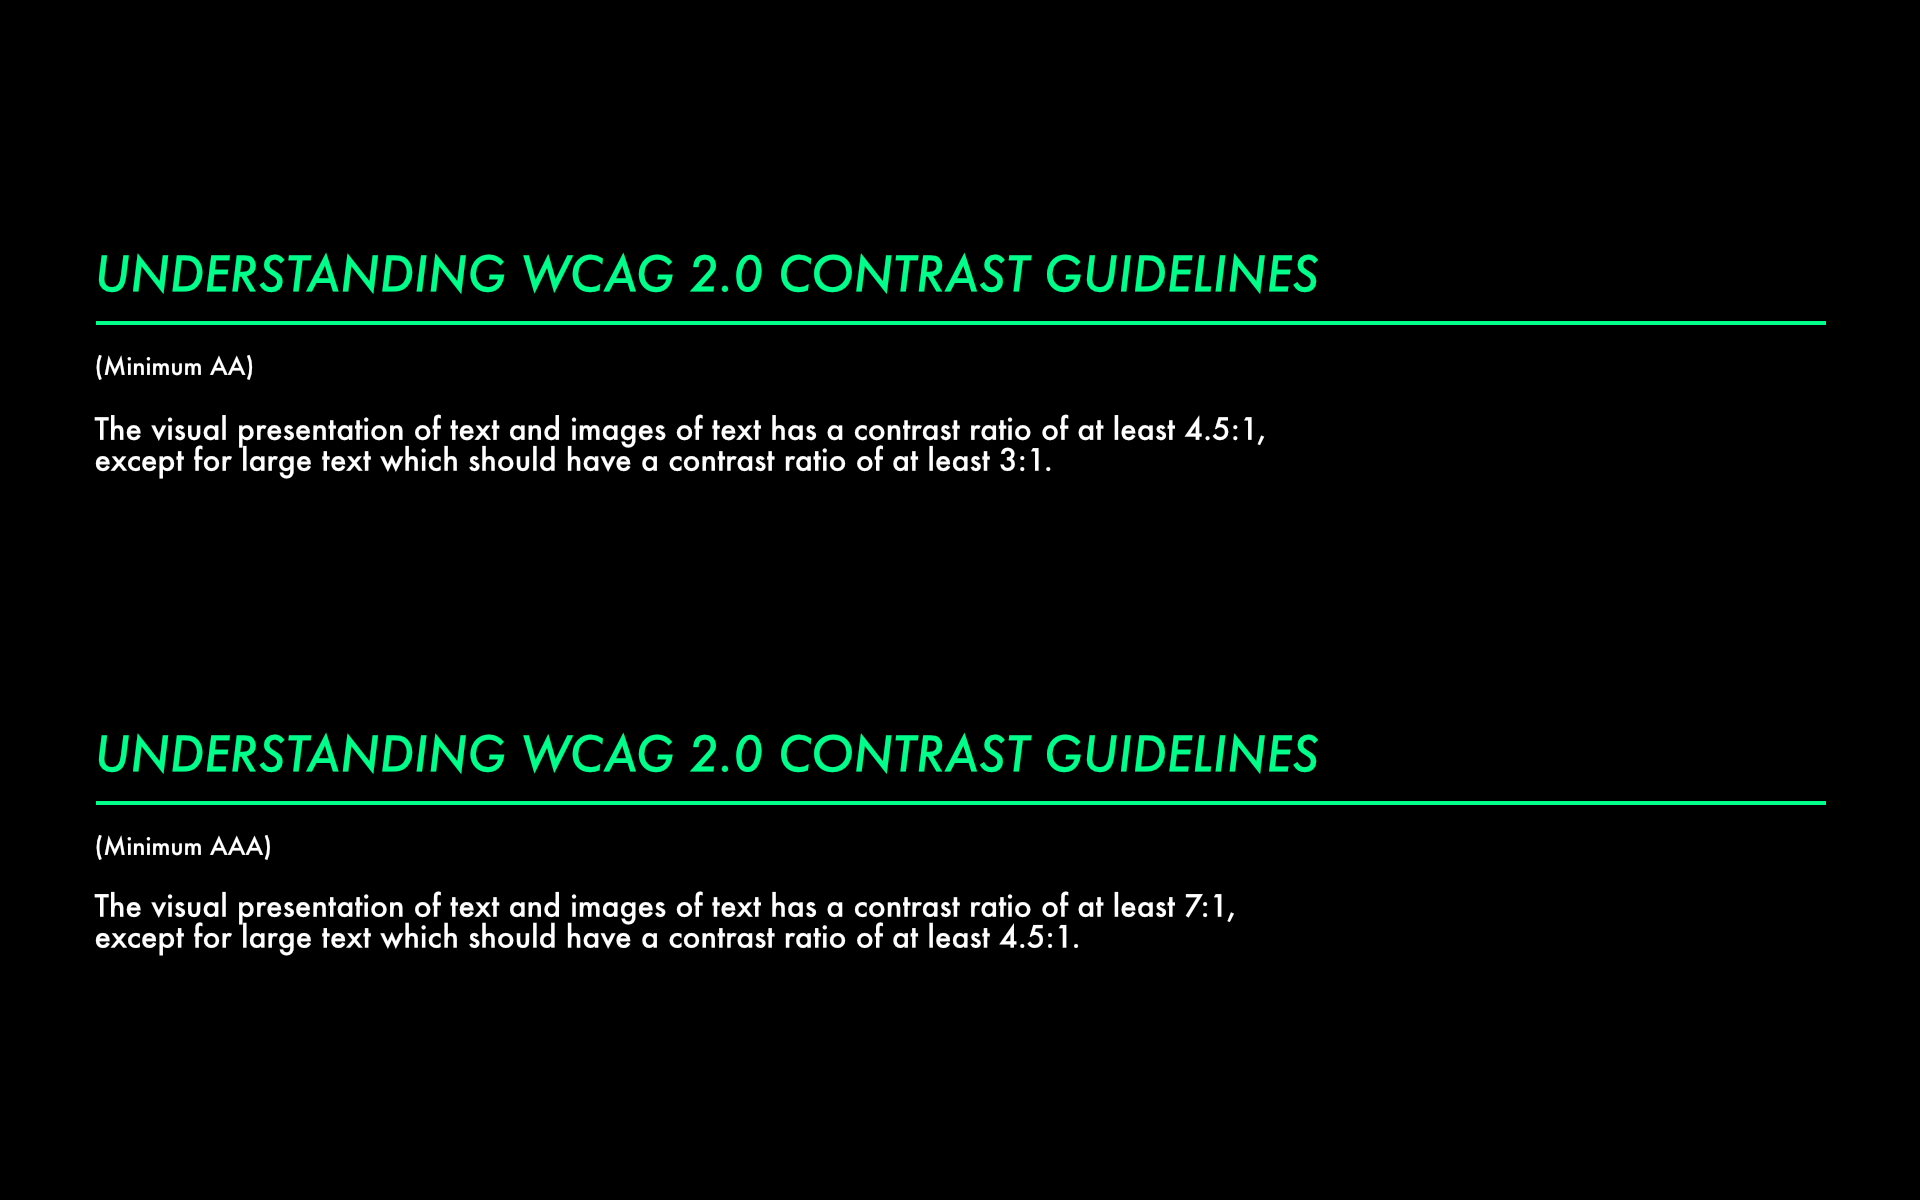 UNDERSTANDING WCAG 2.0 CONTRAST GUIDELINES
(Minimum AA)
The visual presentation of text and images of text has a contrast ratio of at least 4.5:1,
except for large text which should have a contrast ratio of at least 3:1.
UNDERSTANDING WCAG 2.0 CONTRAST GUIDELINES
(Minimum AAA)
The visual presentation of text and images of text has a contrast ratio of at least 7:1,
except for large text which should have a contrast ratio of at least 4.5:1.